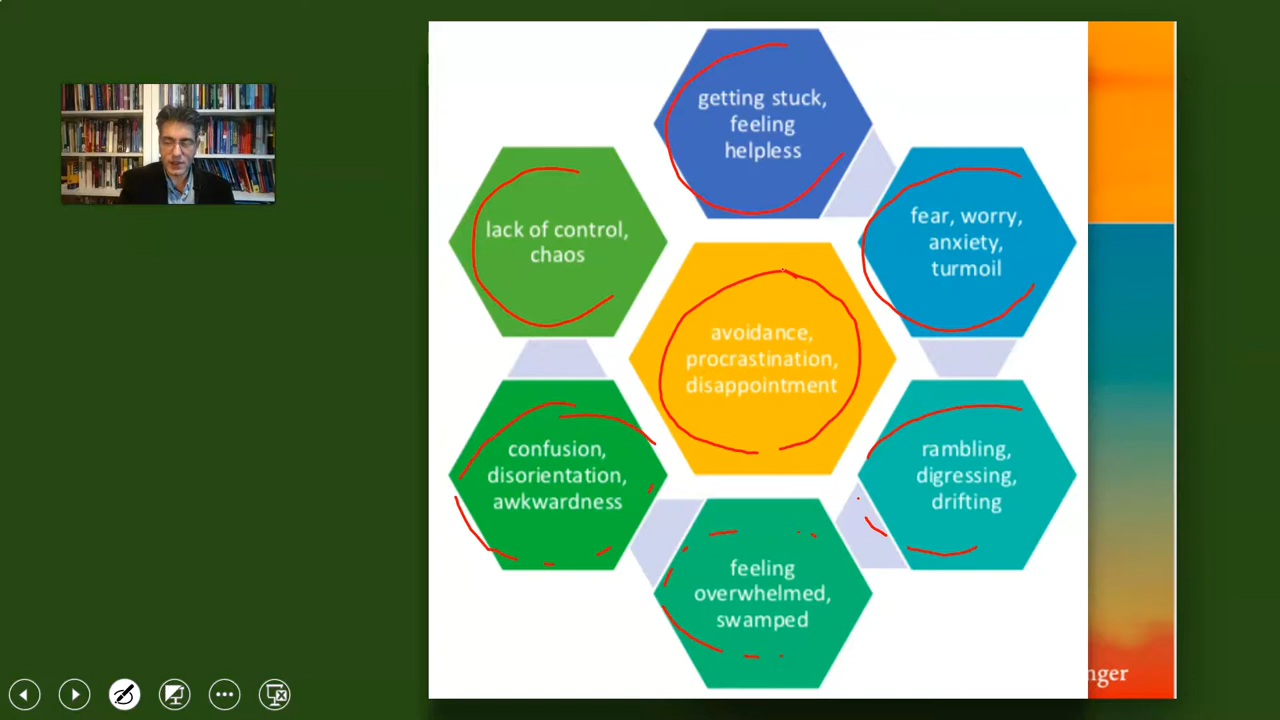 getting stuck,
feeling
helpless
lack of control,
chaos
fear, worry,
anxiety,
turmoil
avoidance,
procrastination,
disappointment
confusion,
disorientation,
awkwardness
rambling,
digressing,
drifting
feeling
overwhelmed,
swamped
nger